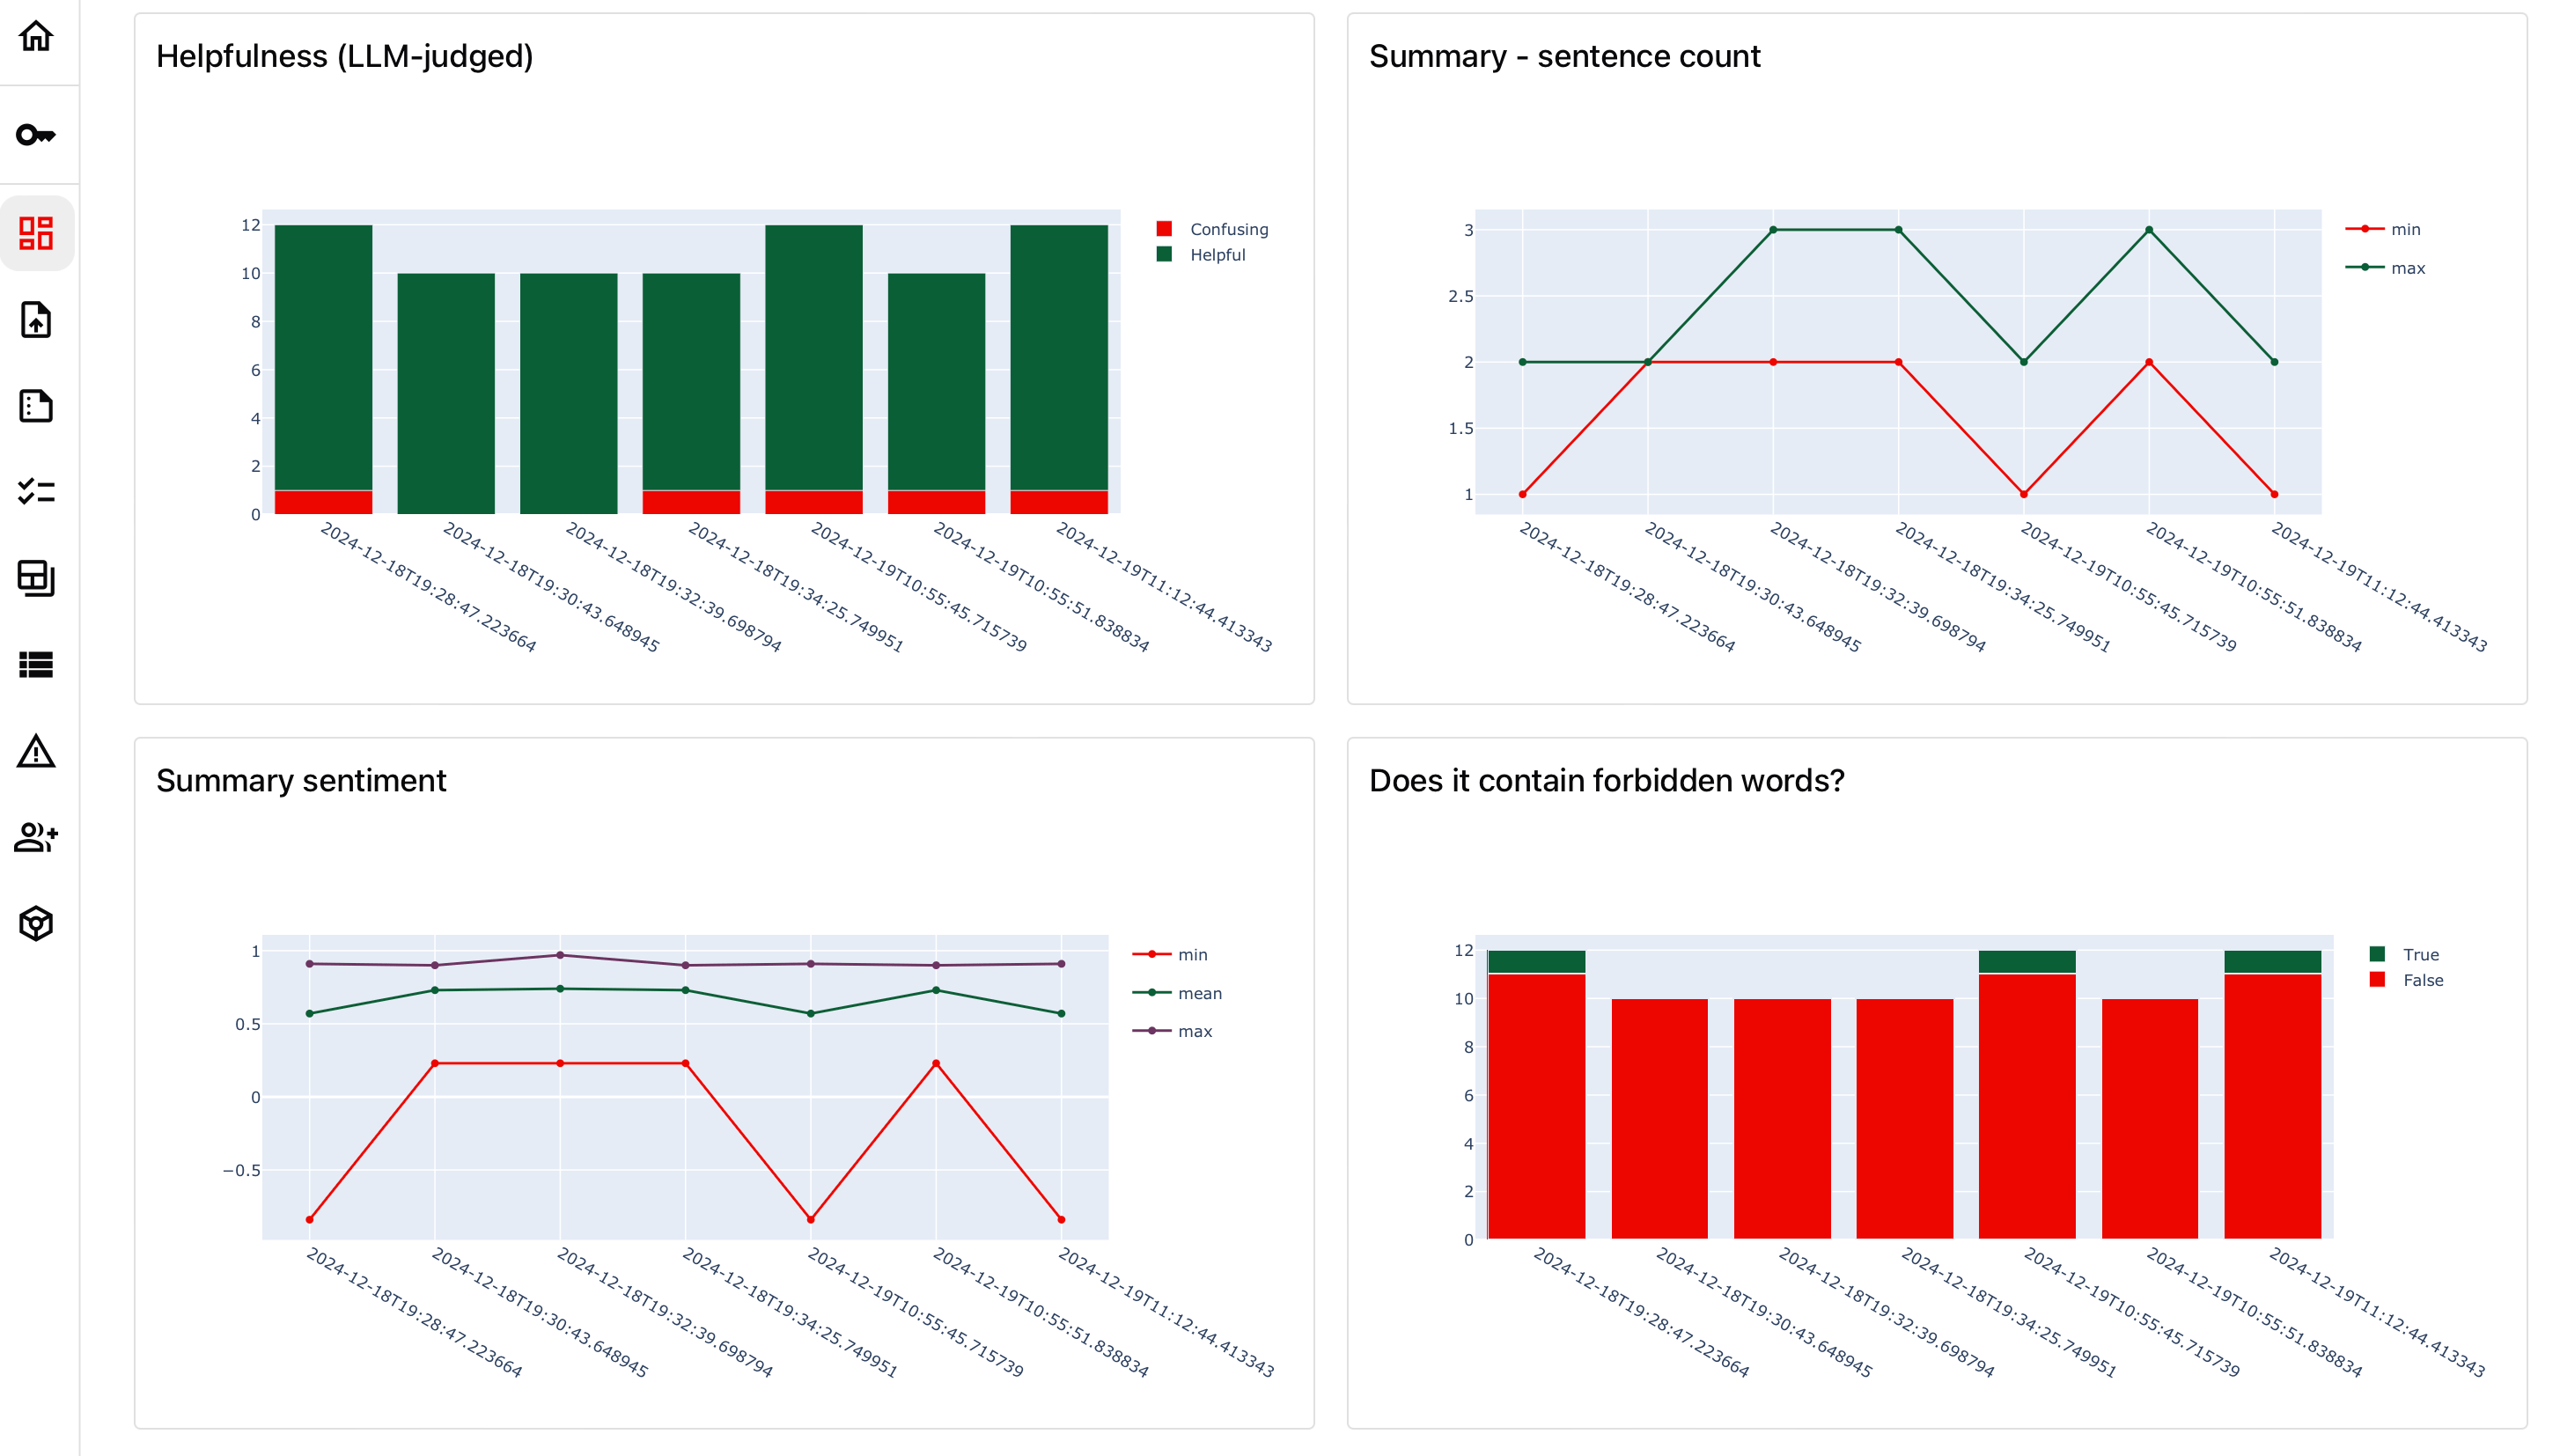 Helpfulness (LLM-judged)
12
10
8
6
4
2
0
Confusing
Helpful
2024-12-18T19:28:47.223664
2024-12-18T19:30:43.648945
2024-12-18T19:32:39.698794
2024-12-18T19:34:25.749951
2024-12-19T10:55:45.715739
2024-12-19T10:55:51.838834
2024-12-19T11:12:44.413343
Summary - sentence count
3
2.5
2
1.5
1
min
max
2024-12-18T19:28:47.223664
2024-12-18T19:30:43.648945
2024-12-18T19:32:39.698794
2024-12-18T19:34:25.749951
2024-12-19T10:55:45.715739
2024-12-19T10:55:51.838834
2024-12-19T11:12:44.413343
Summary sentiment
1
0.5
0
−0.5
min
mean
max
2024-12-18T19:28:47.223664
2024-12-18T19:30:43.648945
2024-12-18T19:32:39.698794
2024-12-18T19:34:25.749951
2024-12-19T10:55:45.715739
2024-12-19T10:55:51.838834
2024-12-19T11:12:44.413343
Does it contain forbidden words?
12
10
8
6
4
2
0
True
False
2024-12-18T19:28:47.223664
2024-12-18T19:30:43.648945
2024-12-18T19:32:39.698794
2024-12-18T19:34:25.749951
2024-12-19T10:55:45.715739
2024-12-19T10:55:51.838834
2024-12-19T11:12:44.413343